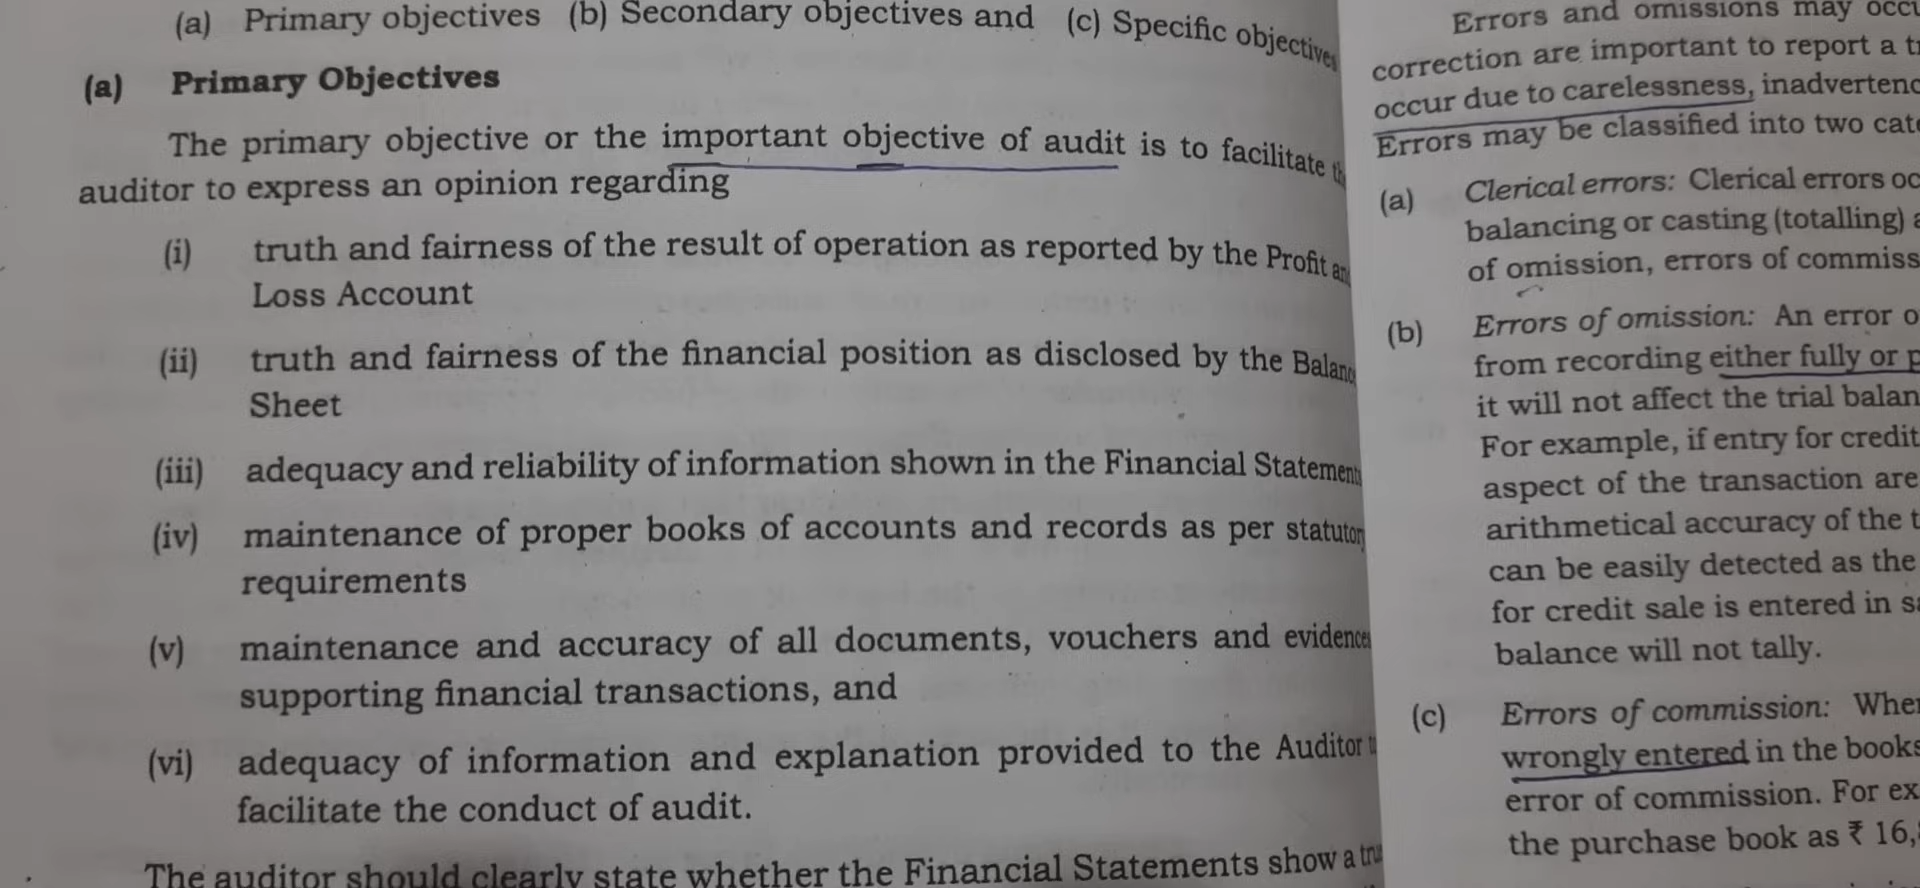 (a) Primary objectives (b) Secondary objectives and (c) Specific objectives
(a) Primary Objectives
The primary objective or the important objective of audit is to facilitate
auditor to express an opinion regarding
(i) truth and fairness of the result of operation as reported by the Profit
Loss Account
(ii) truth and fairness of the financial position as disclosed by the
Sheet
(iii) adequacy and reliability of information shown in the Financial
(iv) maintenance of proper books of accounts and records as per
requirements
(v) maintenance and accuracy of all documents, vouchers and
supporting financial transactions, and
(vi) adequacy of information and explanation provided to the Auditor
facilitate the conduct of audit.
The auditor should clearly state whether the Financial Statements show a
Errors and omissions may
correction are important to report a
occur due to carelessness,
Errors may be classified into two
(a) Clerical errors: Clerical errors
balancing or casting (totalling)
of omission, errors of
(b) Errors of omission: An error
from recording either fully or
it will not affect the trial
For example, if entry for credit
aspect of the transaction are
arithmetical accuracy of the
can be easily detected as the
for credit sale is entered in
balance will not tally.
(c) Errors of commission:
wrongly entered in the books
error of commission. For
the purchase book as ₹ 16,